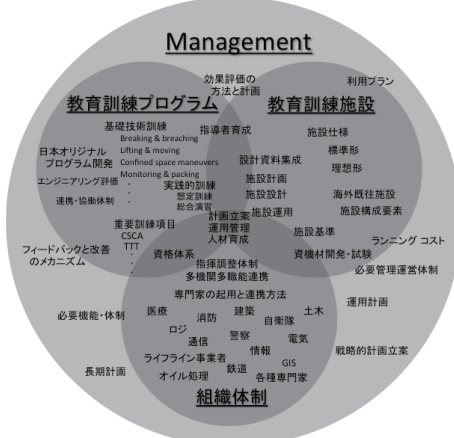 Management
効果評価の
方法と計画
利用プラン
教育訓練プログラム
教育訓練施設
基礎技術訓練
Breaking & breaching
Lifting & moving
Confined space maneuvers
Monitoring & packing
指導者育成
施設仕様
標準形
理想形
日本オリジナル
プログラム開発
設計資料集成
エンジニアリング評価
実践的訓練
想定訓練
総合演習
施設計画
施設設計
施設運用
海外既往施設
施設構成要素
連携・協働体制
計画立案
運用管理
人材育成
重要訓練項目
CSCA
TTT
施設基準
ランニング コスト
フィードバックと改善
のメカニズム
資格体系
資機材開発・試験
指揮調整体制
多機関多職能連携
必要管理運営体制
専門家の起用と連携方法
運用計画
必要機能・体制
医療
消防
建築
自衛隊
土木
ロジ
通信
警察
電気
情報
戦略的計画立案
ライフライン事業者
鉄道
GIS
長期計画
オイル処理
各種専門家
組織体制